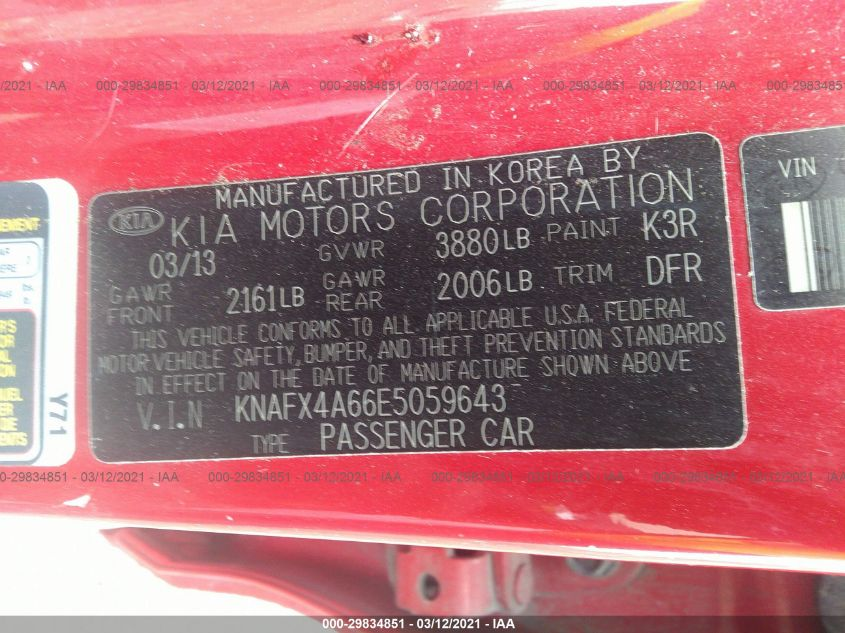 000-29834851 - 03/12/2021 - IAA
MANUFACTURED IN KOREA BY
KIA
KIA MOTORS CORPORATION
03/13 GVWR 3880LB PAINT K3R
GAWR FRONT 2161LB GAWR REAR 2006LB TRIM DFR
THIS VEHICLE CONFORMS TO ALL APPLICABLE U.S.A. FEDERAL
MOTOR VEHICLE SAFETY, BUMPER, AND THEFT PREVENTION STANDARDS
IN EFFECT ON THE DATE OF MANUFACTURE SHOWN ABOVE
V.I.N KNAFX4A66E5059643
TYPE PASSENGER CAR
VIN
Y71
000-29834851 - 03/12/2021 - IAA
000-29834851 - 03/12/2021 - IAA